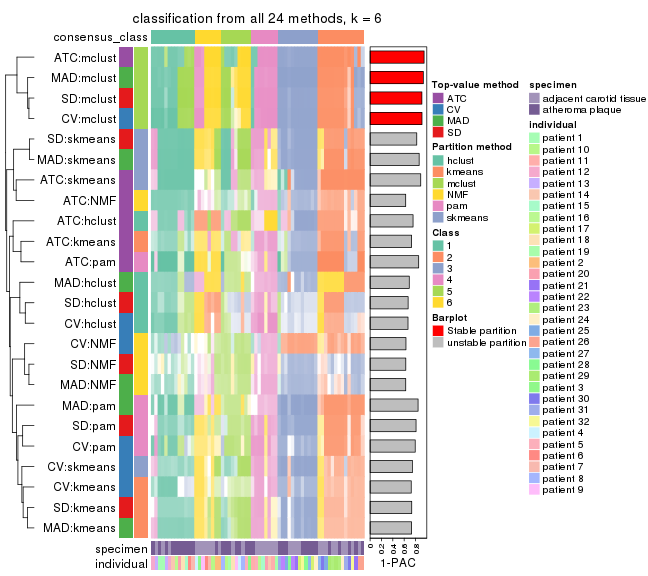 classification from all 24 methods, k = 6
consensus_class
ATC:mclust
MAD:mclust
SD:mclust
CV:mclust
SD:skmeans
MAD:skmeans
ATC:skmeans
ATC:NMF
ATC:hclust
ATC:kmeans
ATC:pam
MAD:hclust
SD:hclust
CV:hclust
CV:NMF
SD:NMF
MAD:NMF
MAD:pam
SD:pam
CV:pam
CV:skmeans
CV:kmeans
SD:kmeans
MAD:kmeans
specimen
individual
0
0.2
0.4
0.6
0.8
1-PAC
Top-value method
ATC
CV
MAD
SD
Partition method
hclust
kmeans
mclust
NMF
pam
skmeans
Class
1
2
3
4
5
6
Barplot
Stable partition
unstable partition
specimen
adjacent carotid tissue
atheroma plaque
individual
patient 1
patient 10
patient 11
patient 12
patient 13
patient 14
patient 15
patient 16
patient 17
patient 18
patient 19
patient 2
patient 20
patient 21
patient 22
patient 23
patient 24
patient 25
patient 26
patient 27
patient 28
patient 29
patient 3
patient 30
patient 31
patient 32
patient 4
patient 5
patient 6
patient 7
patient 8
patient 9